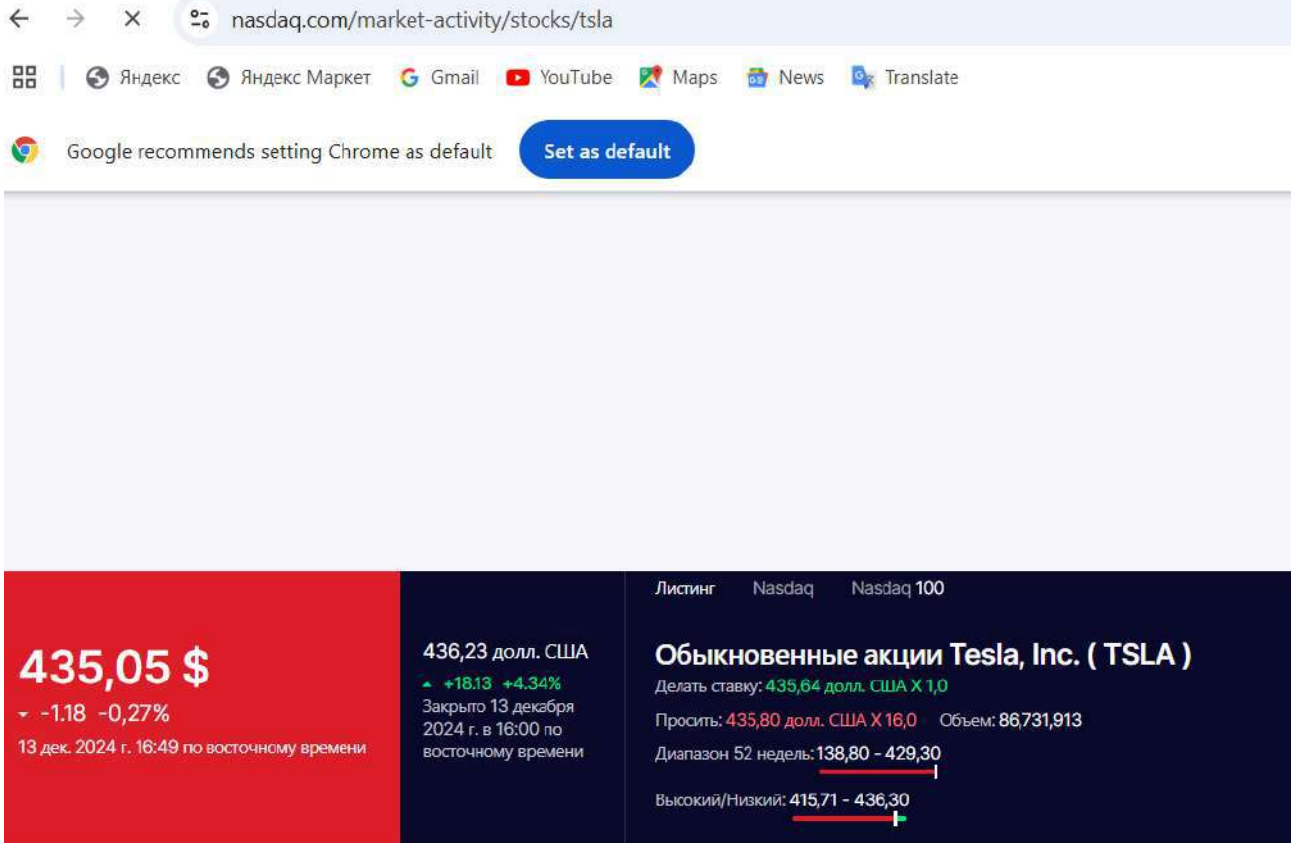 nasdaq.com/market-activity/stocks/tsla
Яндекс Яндекс Маркет Gmail YouTube Maps News Translate
Google recommends setting Chrome as default Set as default
Листинг Nasdaq Nasdaq 100
435,05 $
-1.18 -0,27%
13 дек. 2024 г. 16:49 по восточному времени
436,23 долл. США
+18.13 +4.34%
Закрыто 13 декабря
2024 г. в 16:00 по
восточному времени
Обыкновенные акции Tesla, Inc. ( TSLA )
Делать ставку: 435,64 долл. США X 1,0
Просить: 435,80 долл. США X 16,0 Объем: 86,731,913
Диапазон 52 недель: 138,80 - 429,30
Высокий/Низкий: 415,71 - 436,30